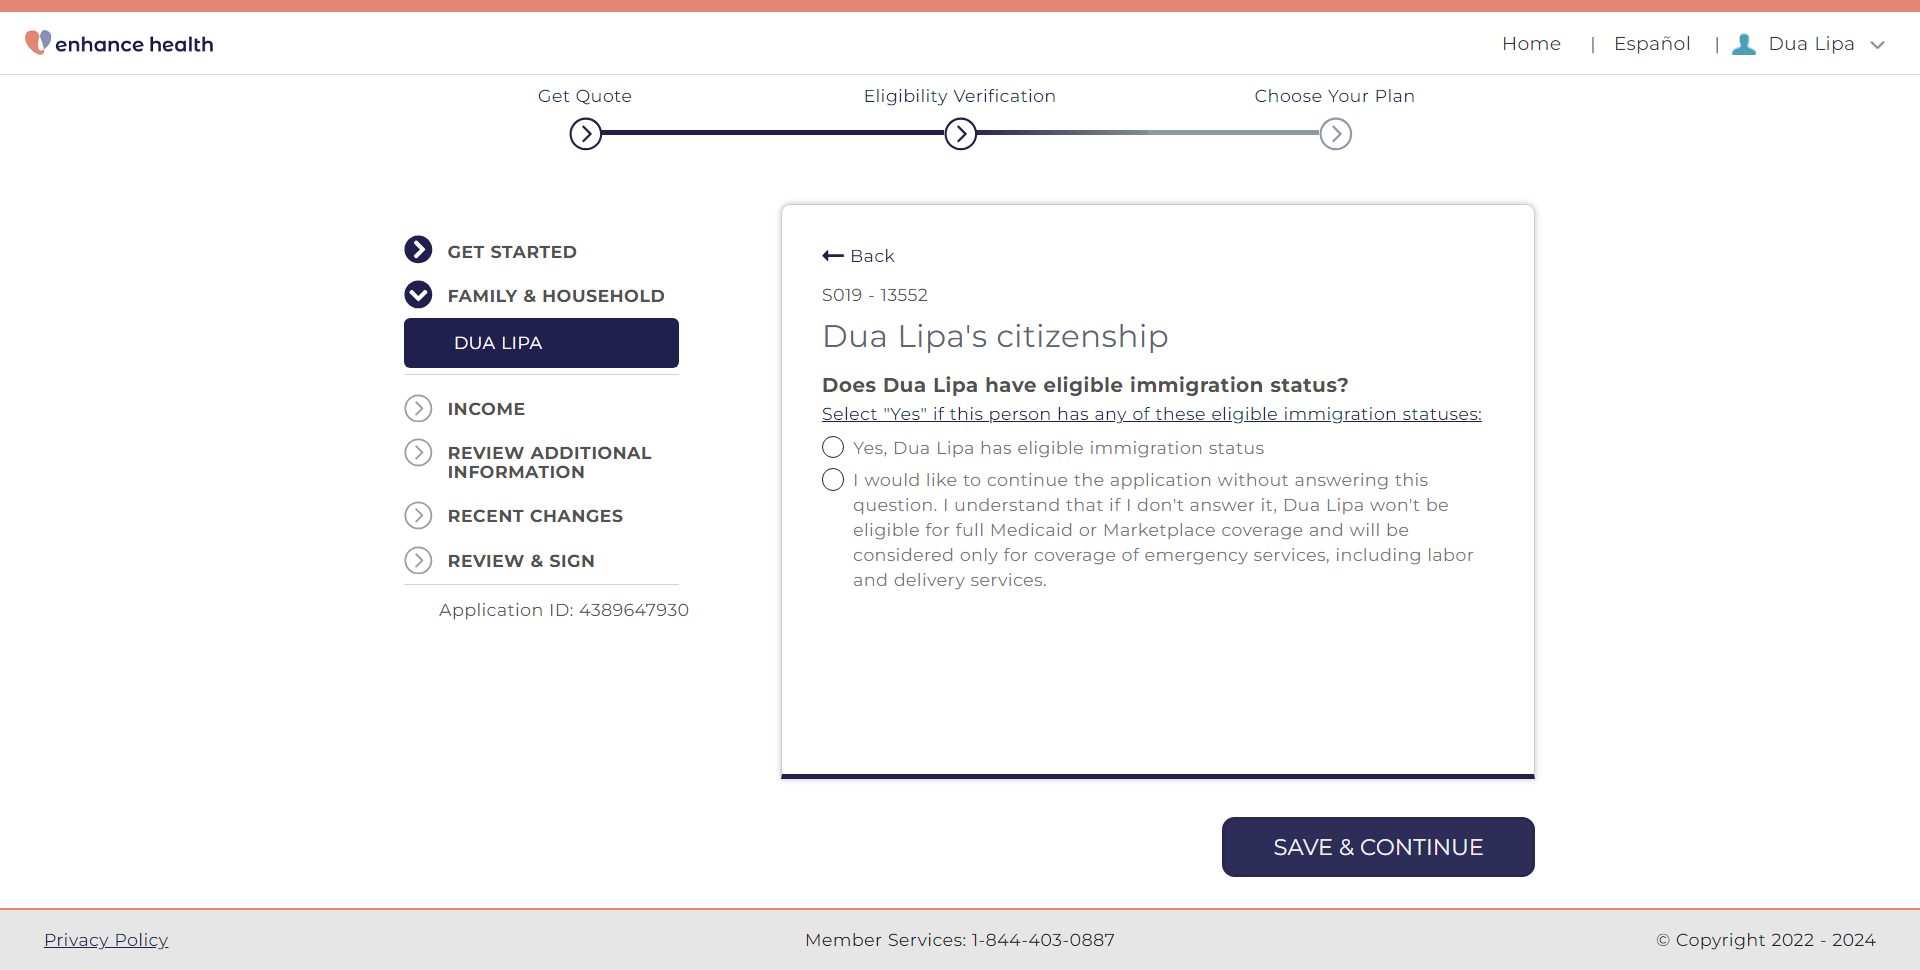 enhance health
Home | Español | Dua Lipa
Get Quote
Eligibility Verification
Choose Your Plan
GET STARTED
FAMILY & HOUSEHOLD
DUA LIPA
INCOME
REVIEW ADDITIONAL
INFORMATION
RECENT CHANGES
REVIEW & SIGN
Application ID: 4389647930
Back
S019 - 13552
Dua Lipa's citizenship
Does Dua Lipa have eligible immigration status?
Select "Yes" if this person has any of these eligible immigration statuses:
Yes, Dua Lipa has eligible immigration status
I would like to continue the application without answering this
question. I understand that if I don't answer it, Dua Lipa won't be
eligible for full Medicaid or Marketplace coverage and will be
considered only for coverage of emergency services, including labor
and delivery services.
SAVE & CONTINUE
Privacy Policy
Member Services: 1-844-403-0887
© Copyright 2022 - 2024